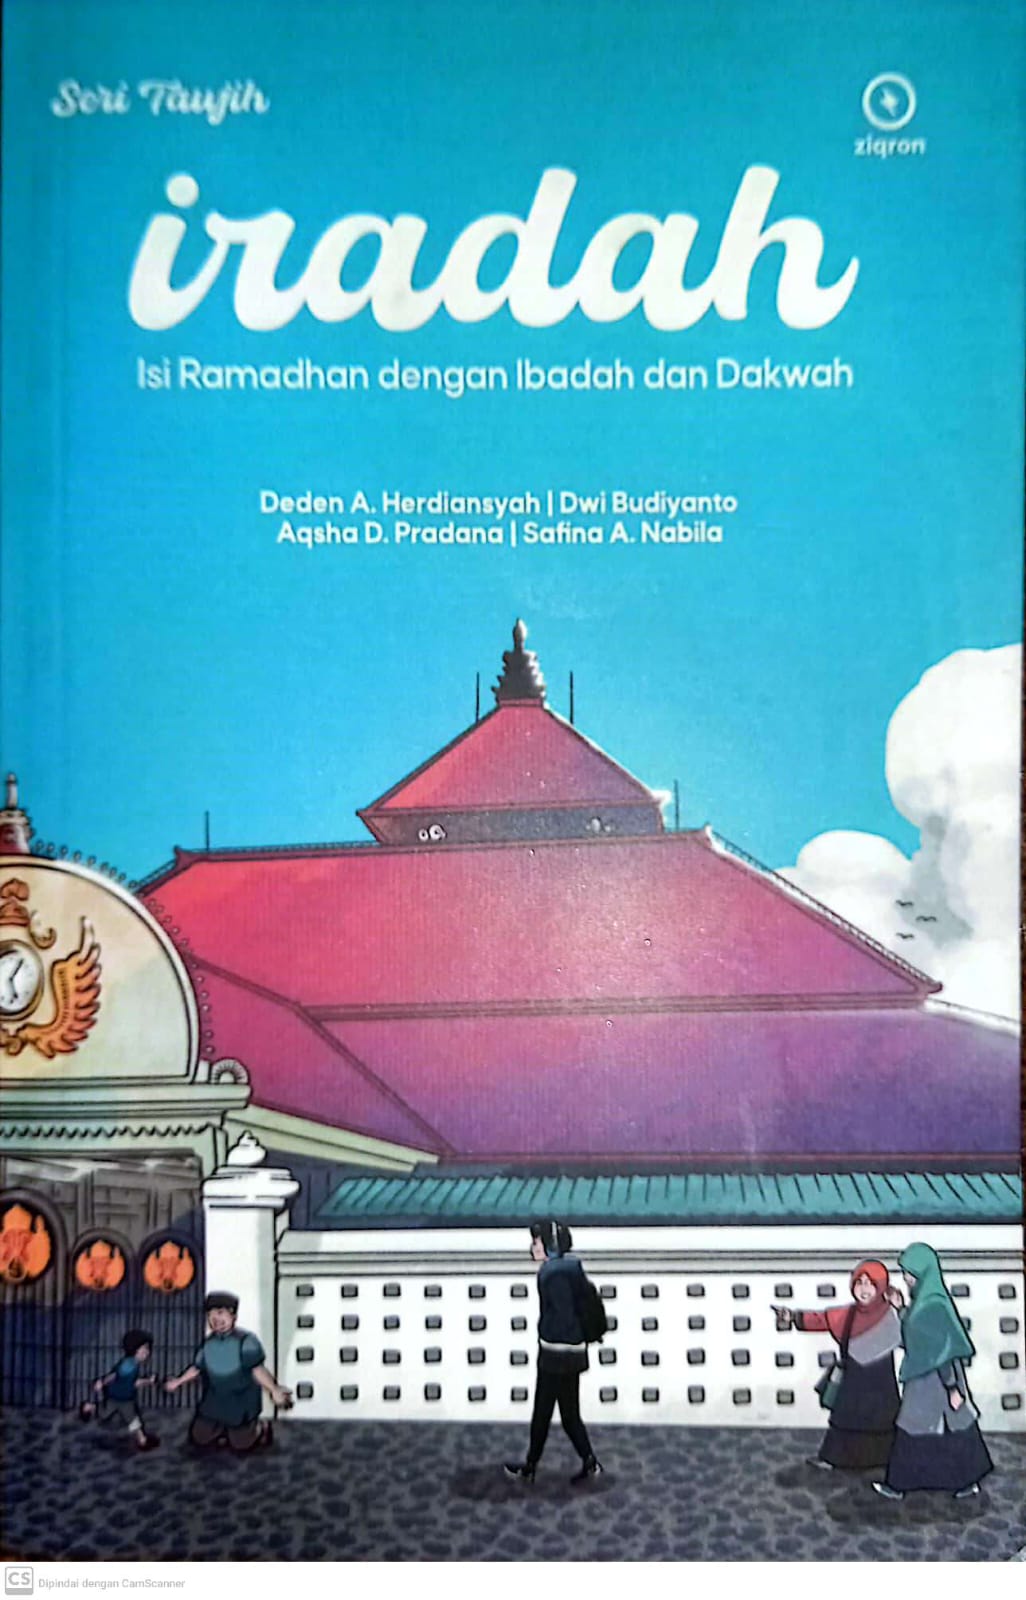 Seri Taujih
ziqron
iradah
Isi Ramadhan dengan Ibadah dan Dakwah
Deden A. Herdiansyah | Dwi Budiyanto
Aqsha D. Pradana | Safina A. Nabila
CS Dipindai dengan CamScanner